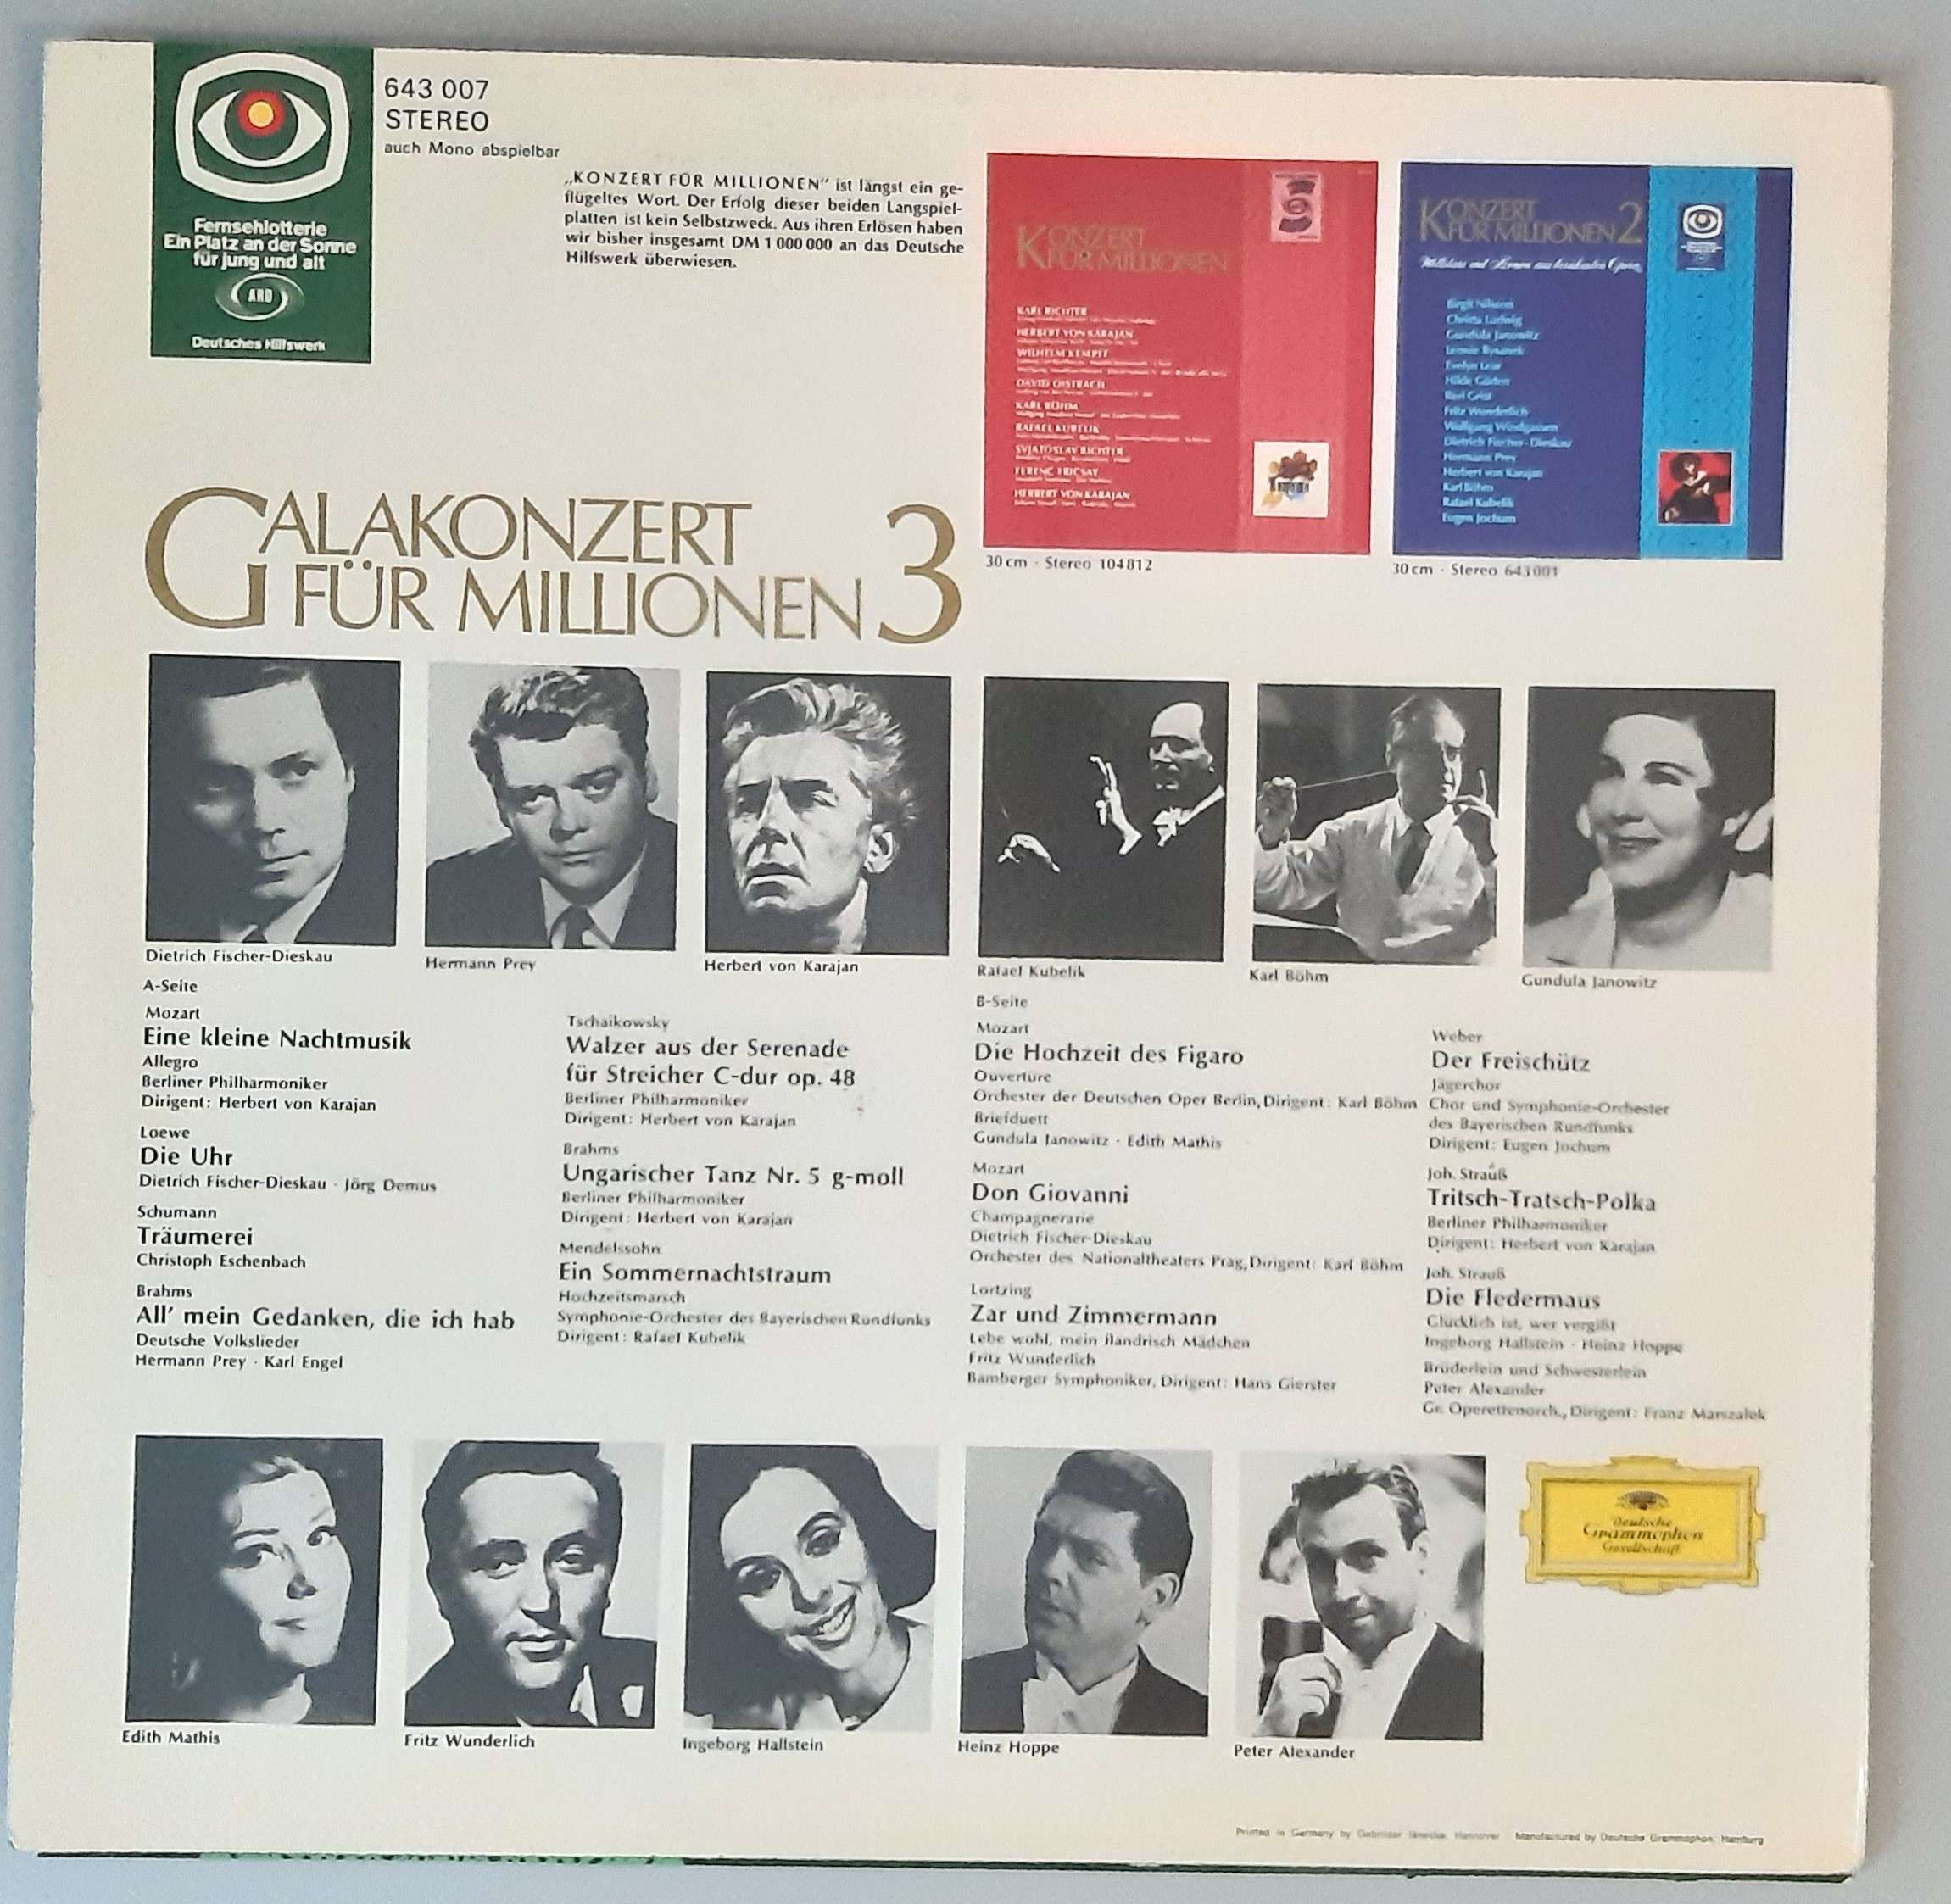 643 007
STEREO
auch Mono abspielbar
Fernsehlotterie
Ein Platz an der Sonne
für jung und alt
ARD
Deutsches Hilfswerk
„KONZERT FÜR MILLIONEN“ ist längst ein ge-
flügeltes Wort. Der Erfolg dieser beiden Langspiel-
platten ist kein Selbstzweck. Aus ihren Erlösen haben
wir bisher insgesamt DM 1 000 000 an das Deutsche
Hilfswerk überwiesen.
KONZERT
FÜR MILLIONEN
KARL RICHTER
HERBERT VON KARAJAN
WILHELM KEMPFF
DAVID OISTRACH
KARL BÖHM
RAFAEL KUBELIK
SVJATOSLAV RICHTER
FERENC FRICSAY
HERBERT VON KARAJAN
30 cm · Stereo 104812
KONZERT
FÜR MILLIONEN 2
Birgit Nilsson
Christa Ludwig
Gundula Janowitz
Leonie Rysanek
Evelyn Lear
Hilde Güden
Reri Grist
Fritz Wunderlich
Wolfgang Windgassen
Dietrich Fischer-Dieskau
Hermann Prey
Herbert von Karajan
Karl Böhm
Rafael Kubelik
Eugen Jochum
30 cm · Stereo 643001
GALAKONZERT
FÜR MILLIONEN 3
Dietrich Fischer-Dieskau
Hermann Prey
Herbert von Karajan
Rafael Kubelik
Karl Böhm
Gundula Janowitz
A-Seite
Mozart
Eine kleine Nachtmusik
Allegro
Berliner Philharmoniker
Dirigent: Herbert von Karajan
Loewe
Die Uhr
Dietrich Fischer-Dieskau · Jörg Demus
Schumann
Träumerei
Christoph Eschenbach
Brahms
All' mein Gedanken, die ich hab
Deutsche Volkslieder
Hermann Prey · Karl Engel
Tschaikowsky
Walzer aus der Serenade
für Streicher C-dur op. 48
Berliner Philharmoniker
Dirigent: Herbert von Karajan
Brahms
Ungarischer Tanz Nr. 5 g-moll
Berliner Philharmoniker
Dirigent: Herbert von Karajan
Mendelssohn
Ein Sommernachtstraum
Hochzeitsmarsch
Symphonie-Orchester des Bayerischen Rundfunks
Dirigent: Rafael Kubelik
B-Seite
Mozart
Die Hochzeit des Figaro
Ouvertüre
Orchester der Deutschen Oper Berlin, Dirigent: Karl Böhm
Briefduett
Gundula Janowitz · Edith Mathis
Mozart
Don Giovanni
Champagnerarie
Dietrich Fischer-Dieskau
Orchester des Nationaltheaters Prag, Dirigent: Karl Böhm
Lortzing
Zar und Zimmermann
Lebe wohl, mein flandrisch Mädchen
Fritz Wunderlich
Bamberger Symphoniker, Dirigent: Hans Gierster
Weber
Der Freischütz
Jägerchor
Chor und Symphonie-Orchester
des Bayerischen Rundfunks
Dirigent: Eugen Jochum
Joh. Strauß
Tritsch-Tratsch-Polka
Berliner Philharmoniker
Dirigent: Herbert von Karajan
Joh. Strauß
Die Fledermaus
Glücklich ist, wer vergißt
Ingeborg Hallstein · Heinz Hoppe
Brüderlein und Schwesterlein
Peter Alexander
Gr. Operettenorch., Dirigent: Franz Marszalek
Edith Mathis
Fritz Wunderlich
Ingeborg Hallstein
Heinz Hoppe
Peter Alexander
Deutsche
Grammophon
Gesellschaft
Printed in Germany by Gebrüder Jänecke, Hannover Manufactured by Deutsche Grammophon, Hamburg